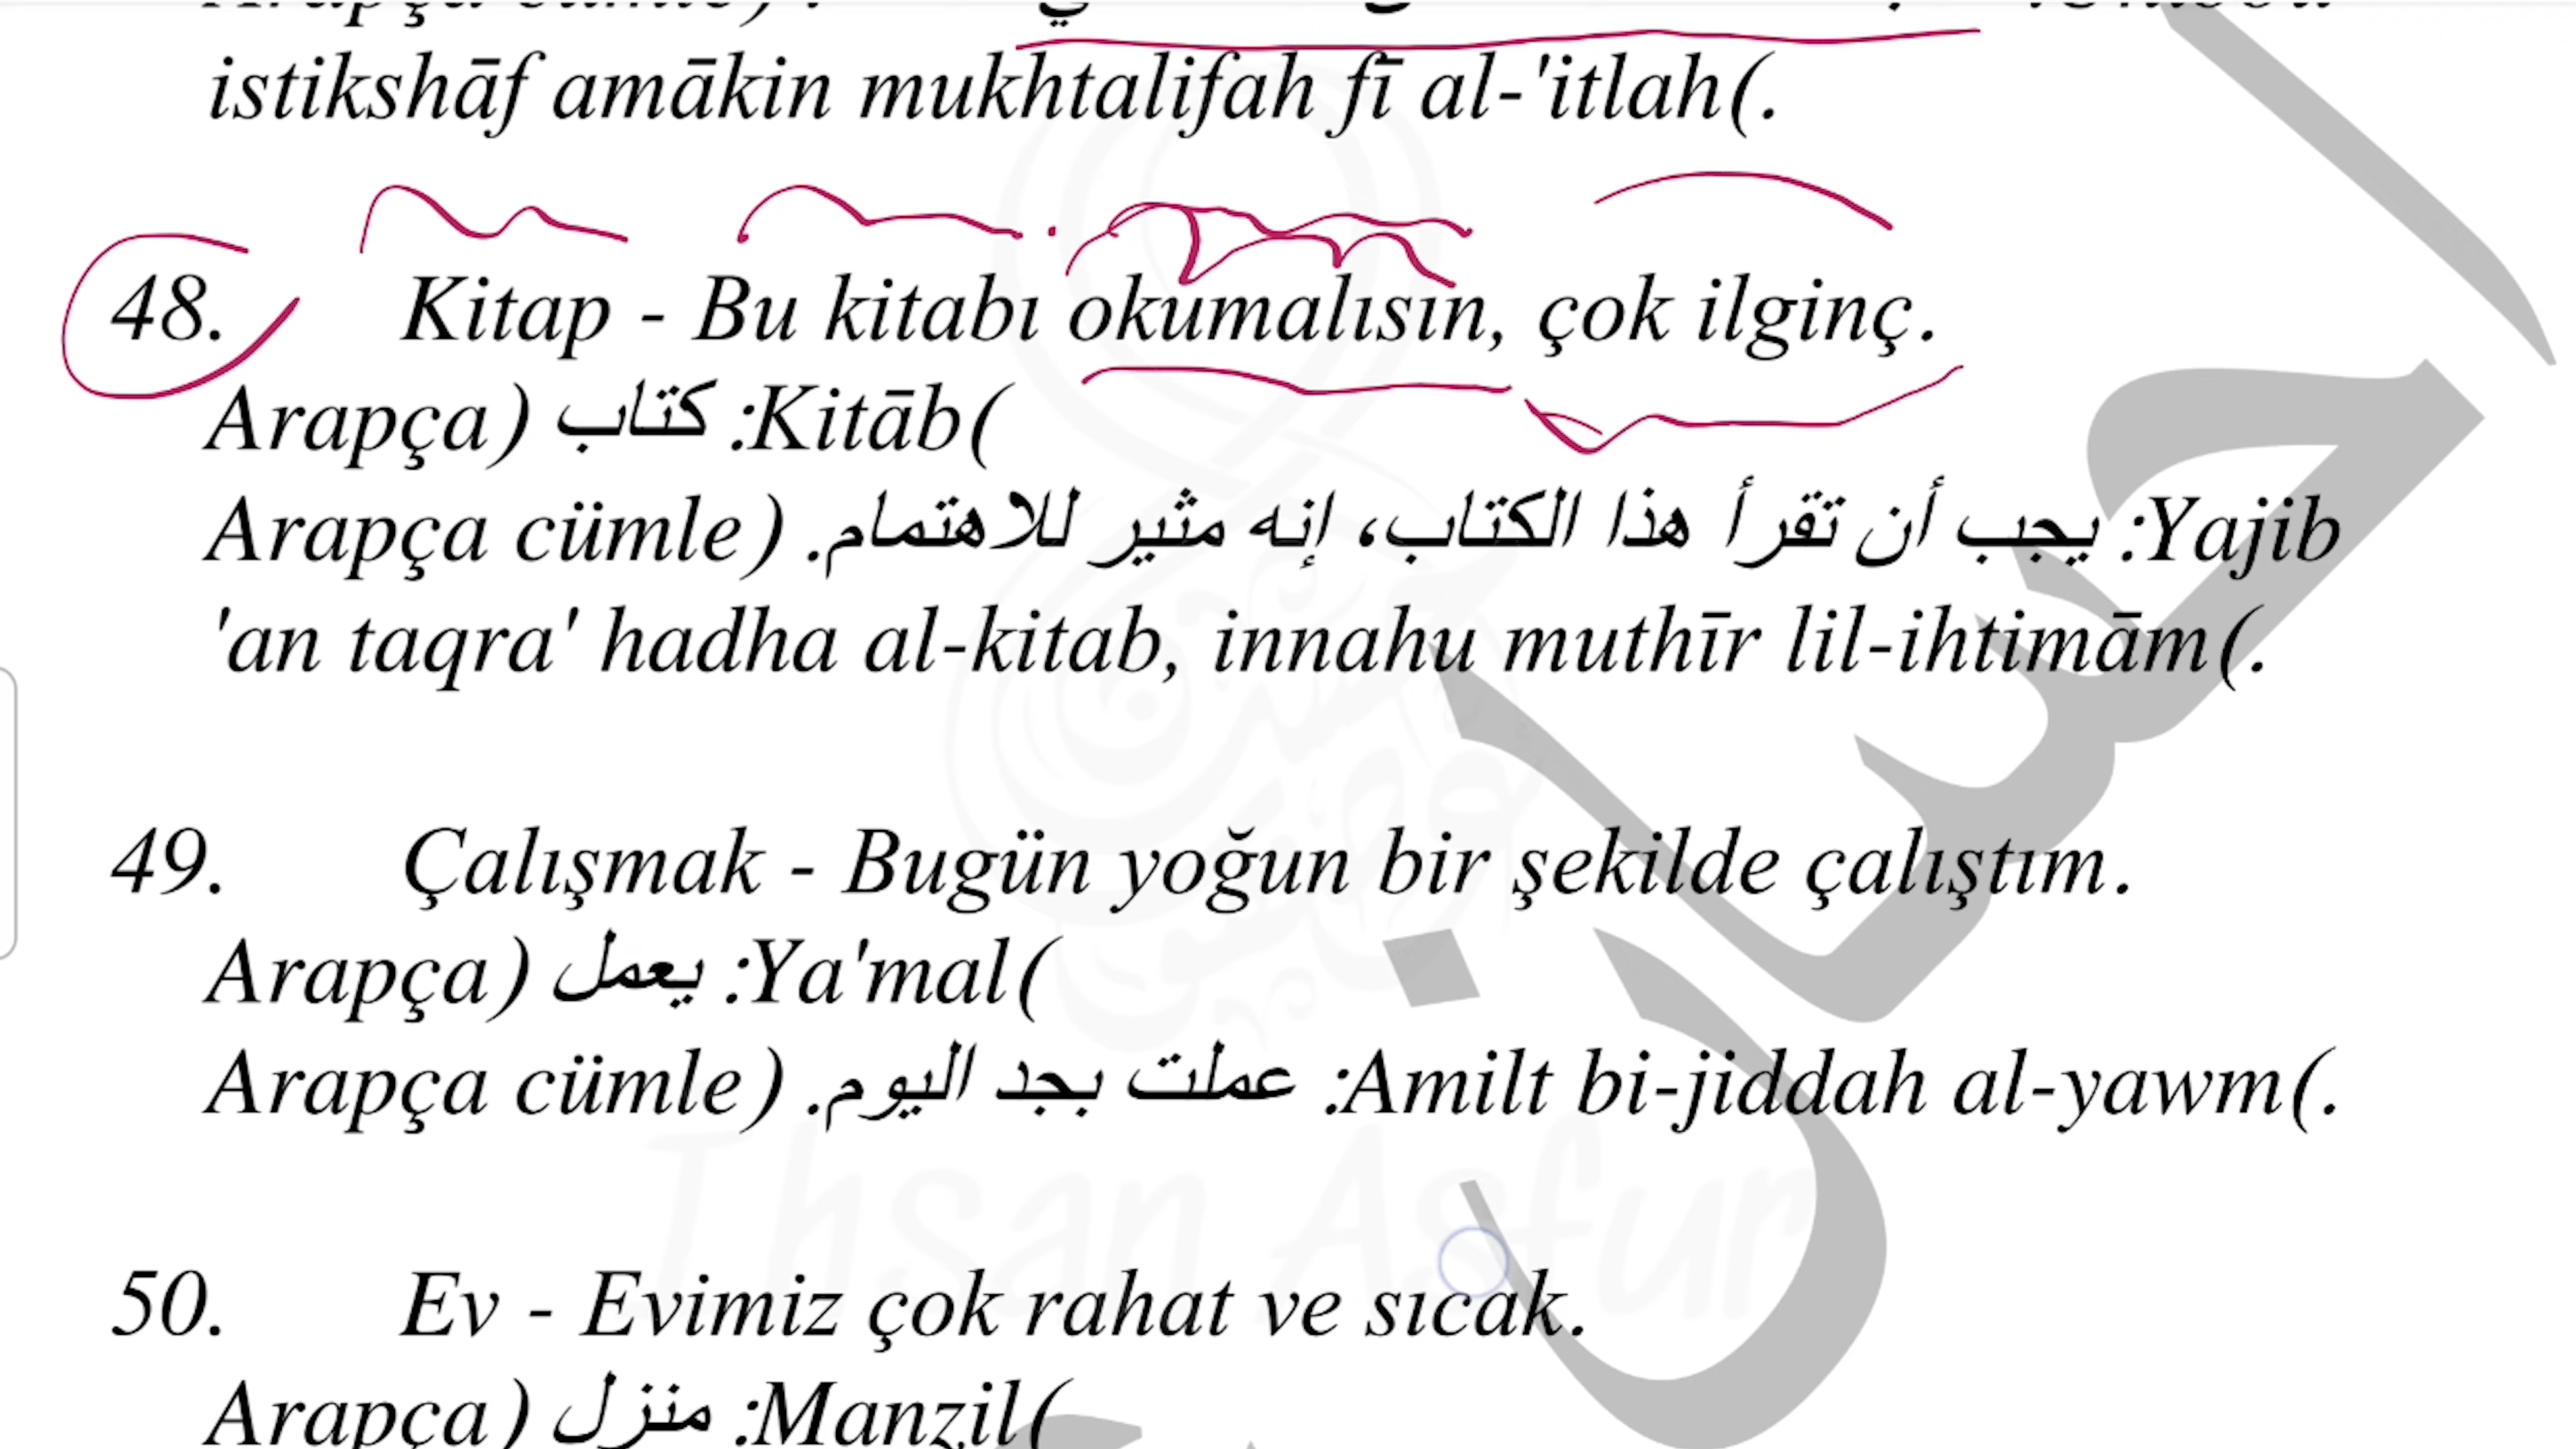 istikshāf amākin mukhtalifah fī al-'itlah(.
48. Kitap - Bu kitabı okumalısın, çok ilginç.
Arapça) كتاب :Kitāb(
Arapça cümle) يجب أن تقرأ هذا الكتاب، إنه مثير للاهتمام. :Yajib
'an taqra' hadha al-kitab, innahu muthīr lil-ihtimām(.
49. Çalışmak - Bugün yoğun bir şekilde çalıştım.
Arapça) يعمل :Ya'mal(
Arapça cümle) عملت بجد اليوم. :Amilt bi-jiddah al-yawm(.
Ihsan Asfur
50. Ev - Evimiz çok rahat ve sıcak.
Arapça) منزل :Manzil(